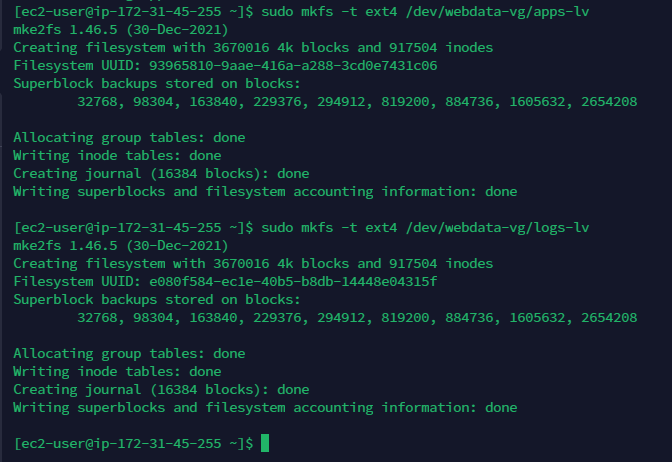 [ec2-user@ip-172-31-45-255 ~]$ sudo mkfs -t ext4 /dev/webdata-vg/apps-lv
mke2fs 1.46.5 (30-Dec-2021)
Creating filesystem with 3670016 4k blocks and 917504 inodes
Filesystem UUID: 93965810-9aae-416a-a288-3cd0e7431c06
Superblock backups stored on blocks:
        32768, 98304, 163840, 229376, 294912, 819200, 884736, 1605632, 2654208

Allocating group tables: done
Writing inode tables: done
Creating journal (16384 blocks): done
Writing superblocks and filesystem accounting information: done

[ec2-user@ip-172-31-45-255 ~]$ sudo mkfs -t ext4 /dev/webdata-vg/logs-lv
mke2fs 1.46.5 (30-Dec-2021)
Creating filesystem with 3670016 4k blocks and 917504 inodes
Filesystem UUID: e080f584-ec1e-40b5-b8db-14448e04315f
Superblock backups stored on blocks:
        32768, 98304, 163840, 229376, 294912, 819200, 884736, 1605632, 2654208

Allocating group tables: done
Writing inode tables: done
Creating journal (16384 blocks): done
Writing superblocks and filesystem accounting information: done

[ec2-user@ip-172-31-45-255 ~]$